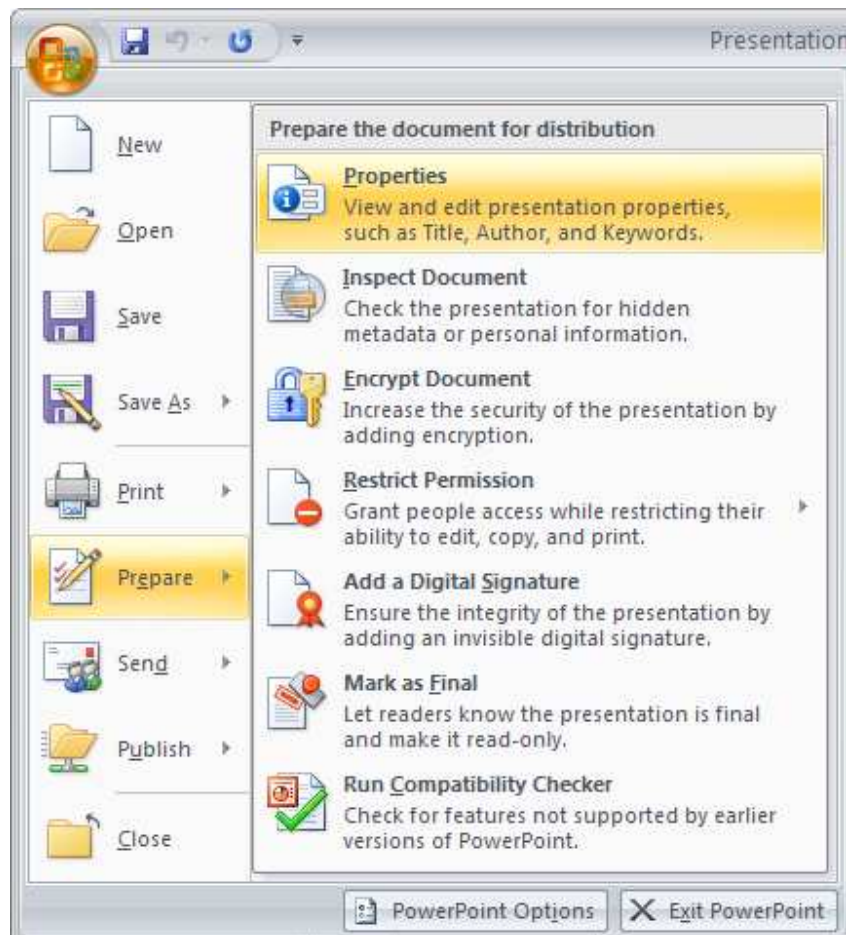 Presentation
New
Open
Save
Save As
Print
Prepare
Send
Publish
Close
Prepare the document for distribution
Properties
View and edit presentation properties,
such as Title, Author, and Keywords.
Inspect Document
Check the presentation for hidden
metadata or personal information.
Encrypt Document
Increase the security of the presentation by
adding encryption.
Restrict Permission
Grant people access while restricting their
ability to edit, copy, and print.
Add a Digital Signature
Ensure the integrity of the presentation by
adding an invisible digital signature.
Mark as Final
Let readers know the presentation is final
and make it read-only.
Run Compatibility Checker
Check for features not supported by earlier
versions of PowerPoint.
PowerPoint Options
Exit PowerPoint